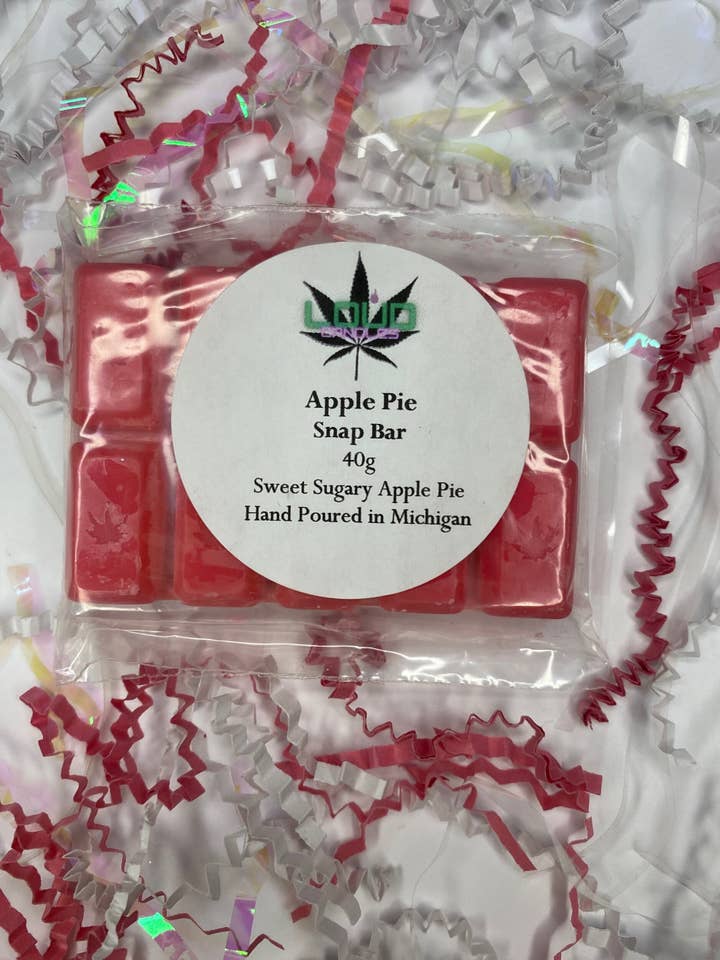 LOUD
CANDLES
Apple Pie
Snap Bar
40g
Sweet Sugary Apple Pie
Hand Poured in Michigan